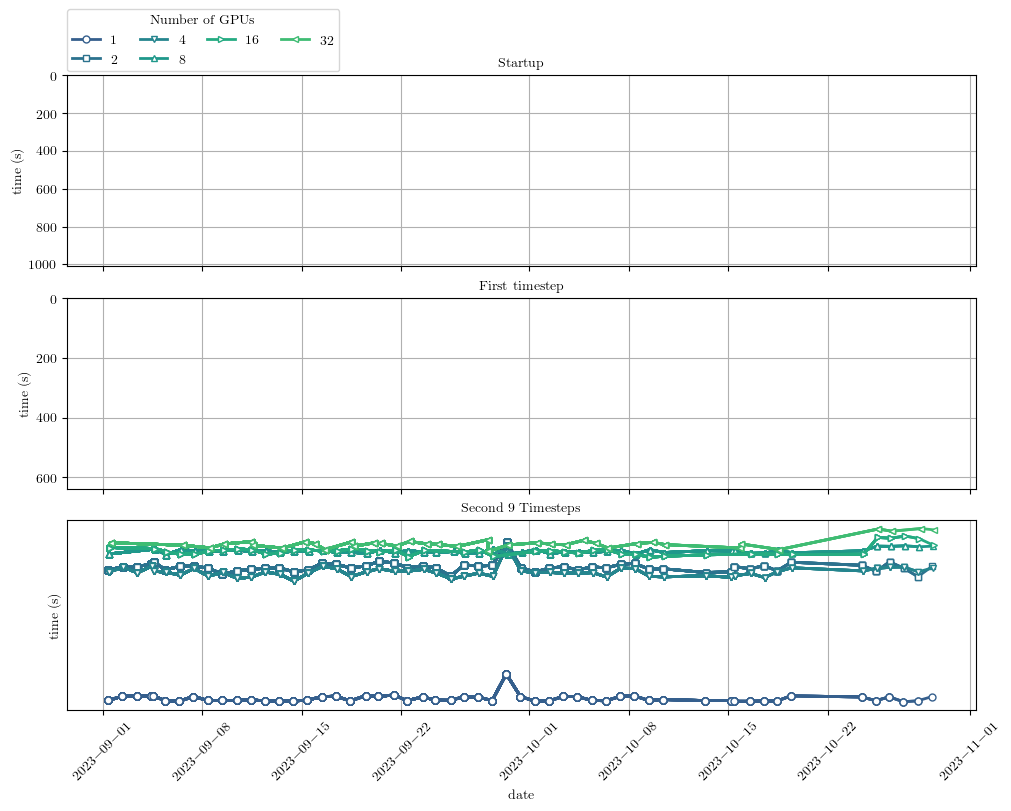 Number of GPUs
1 4 16 32
2 8
Startup
0
200
400
600
800
1000
time (s)
First timestep
0
200
400
600
time (s)
Second 9 Timesteps
time (s)
2023−09−01 2023−09−08 2023−09−15 2023−09−22 2023−10−01 2023−10−08 2023−10−15 2023−10−22 2023−11−01
date